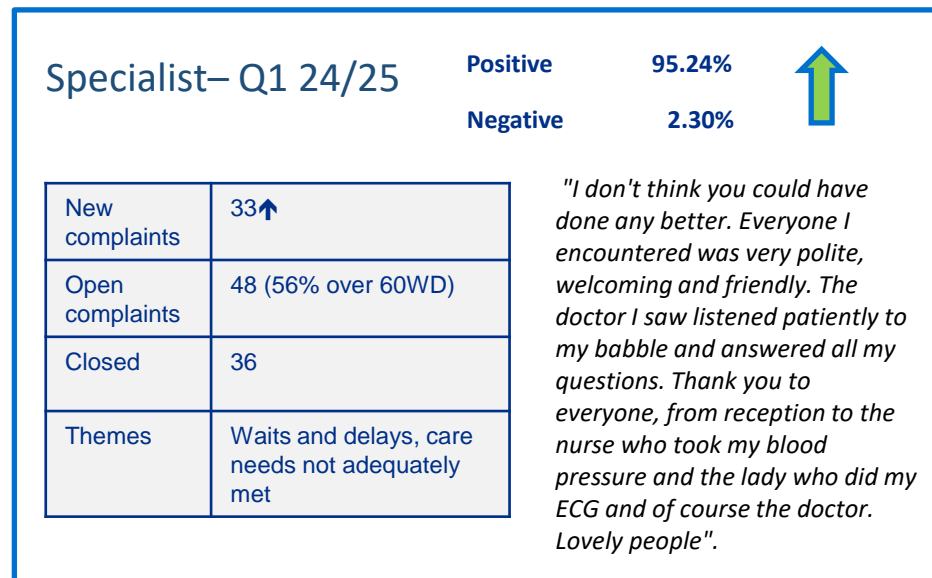 Specialist– Q1 24/25
Positive 95.24%
Negative 2.30%
New complaints 33↑
Open complaints 48 (56% over 60WD)
Closed 36
Themes Waits and delays, care needs not adequately met
"I don't think you could have
done any better. Everyone I
encountered was very polite,
welcoming and friendly. The
doctor I saw listened patiently to
my babble and answered all my
questions. Thank you to
everyone, from reception to the
nurse who took my blood
pressure and the lady who did my
ECG and of course the doctor.
Lovely people".